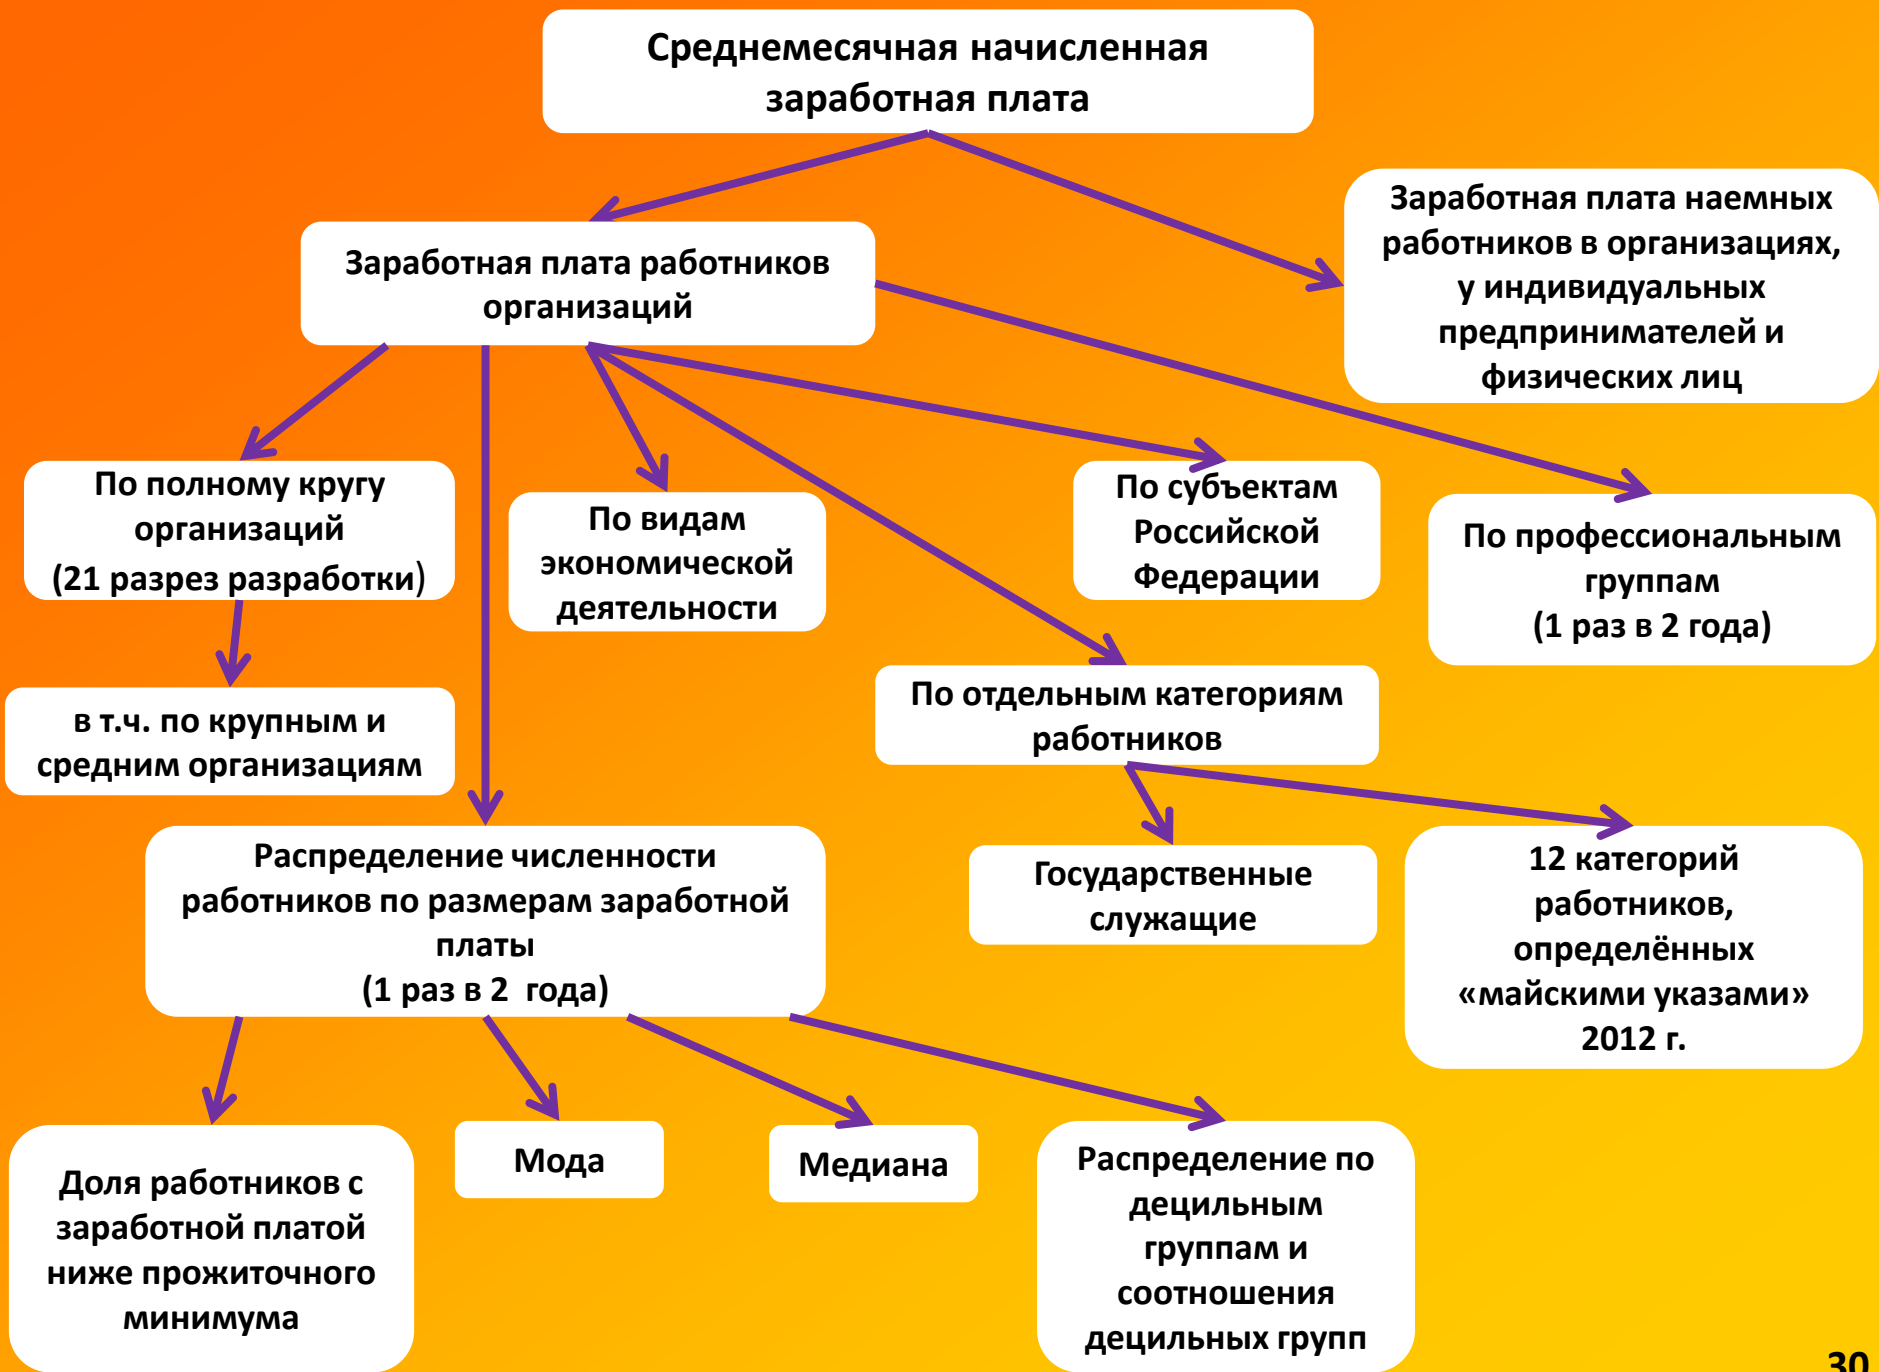 Среднемесячная начисленная
заработная плата
Заработная плата наемных
работников в организациях,
у индивидуальных
предпринимателей и
физических лиц
Заработная плата работников
организаций
По полному кругу
организаций
(21 разрез разработки)
По видам
экономической
деятельности
По субъектам
Российской
Федерации
По профессиональным
группам
(1 раз в 2 года)
в т.ч. по крупным и
средним организациям
По отдельным категориям
работников
Распределение численности
работников по размерам заработной
платы
(1 раз в 2 года)
Государственные
служащие
12 категорий
работников,
определённых
«майскими указами»
2012 г.
Доля работников с
заработной платой
ниже прожиточного
минимума
Мода
Медиана
Распределение по
децильным
группам и
соотношения
децильных групп
30